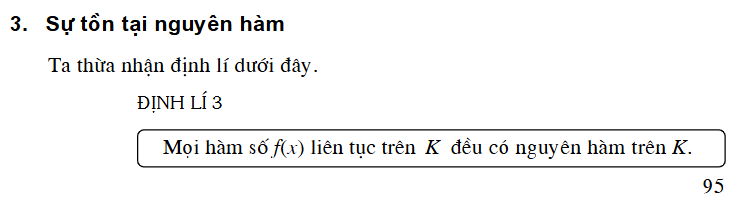 3. Sự tồn tại nguyên hàm
Ta thừa nhận định lí dưới đây.
ĐỊNH LÍ 3
Mọi hàm số f(x) liên tục trên K đều có nguyên hàm trên K.
95